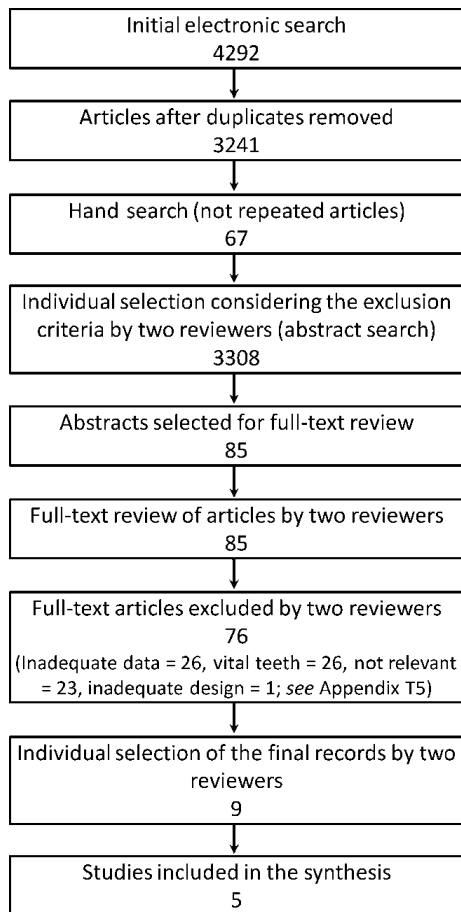 Initial electronic search
4292
Articles after duplicates removed
3241
Hand search (not repeated articles)
67
Individual selection considering the exclusion
criteria by two reviewers (abstract search)
3308
Abstracts selected for full-text review
85
Full-text review of articles by two reviewers
85
Full-text articles excluded by two reviewers
76
(Inadequate data = 26, vital teeth = 26, not relevant
= 23, inadequate design = 1; see Appendix T5)
Individual selection of the final records by two
reviewers
9
Studies included in the synthesis
5